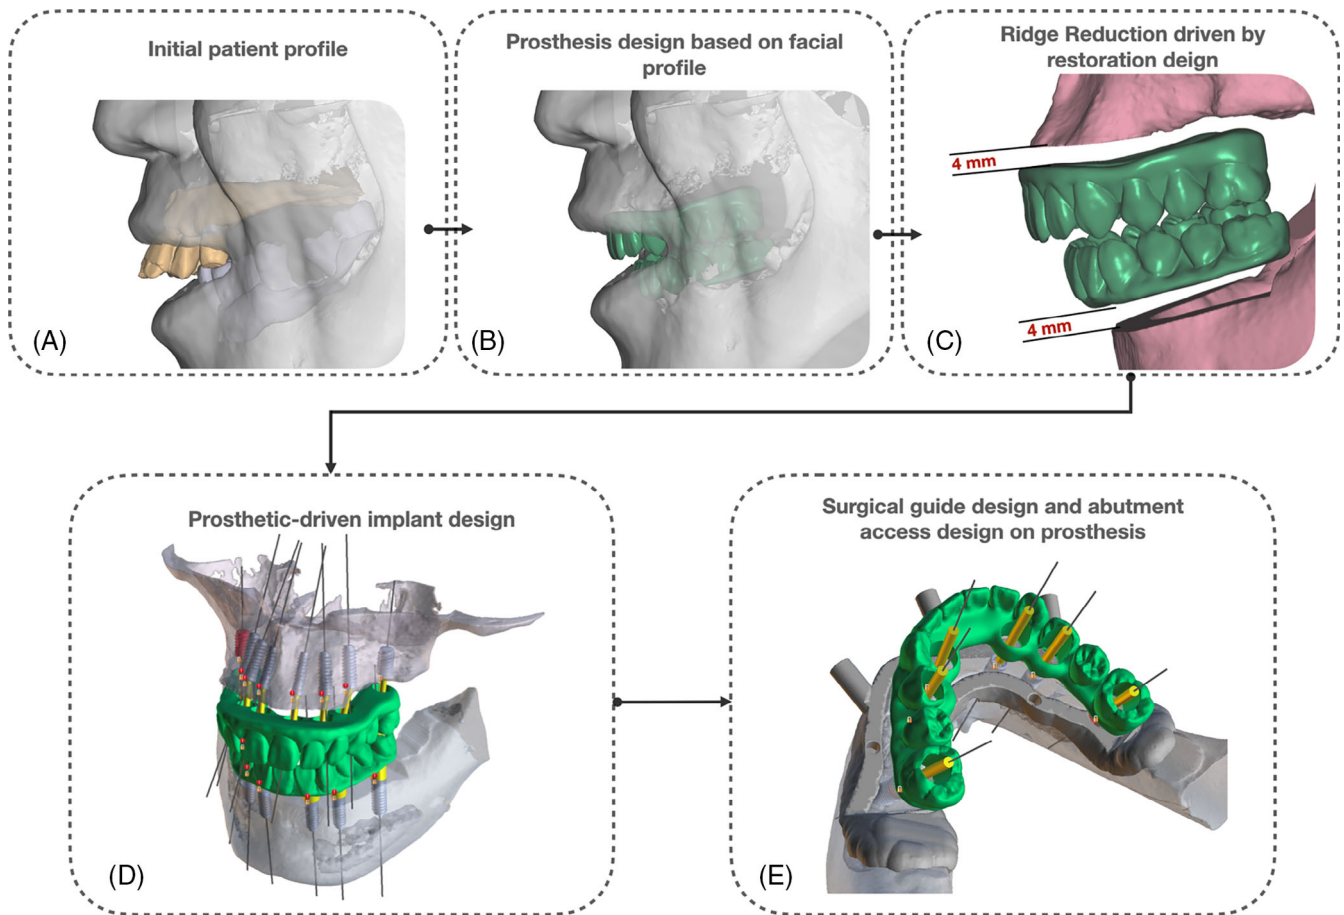 Initial patient profile
(A)
Prosthesis design based on facial
profile
(B)
Ridge Reduction driven by
restoration deign
4 mm
4 mm
(C)
Prosthetic-driven implant design
(D)
Surgical guide design and abutment
access design on prosthesis
(E)